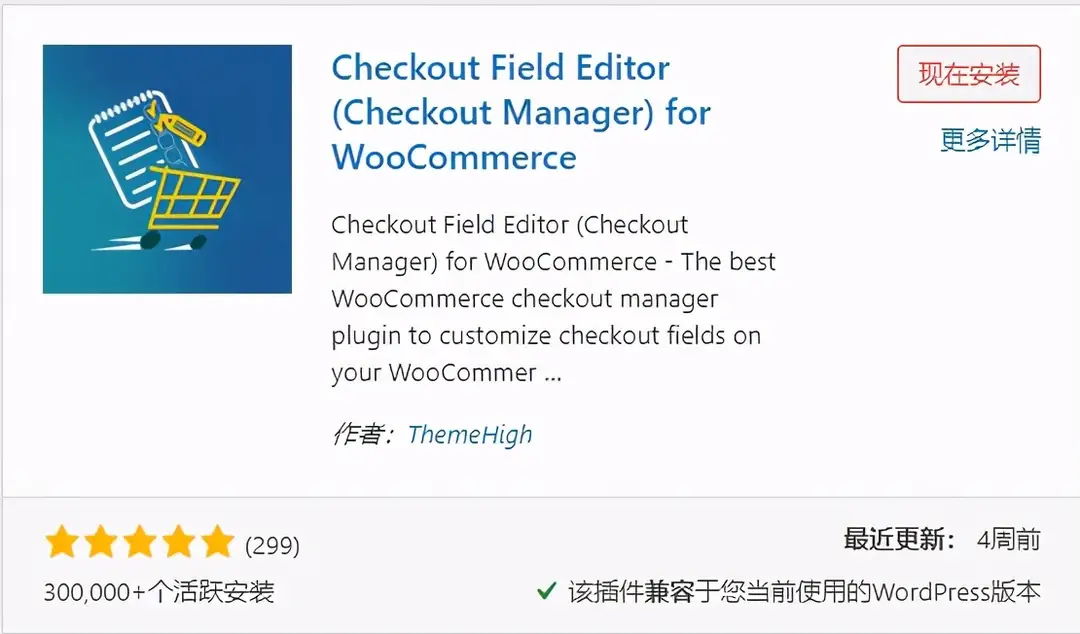 Checkout Field Editor
(Checkout Manager) for
WooCommerce
现在安装
更多详情
Checkout Field Editor (Checkout
Manager) for WooCommerce - The best
WooCommerce checkout manager
plugin to customize checkout fields on
your WooCommer ...
作者：ThemeHigh
(299)
最近更新： 4周前
300,000+个活跃安装
✔ 该插件兼容于您当前使用的WordPress版本